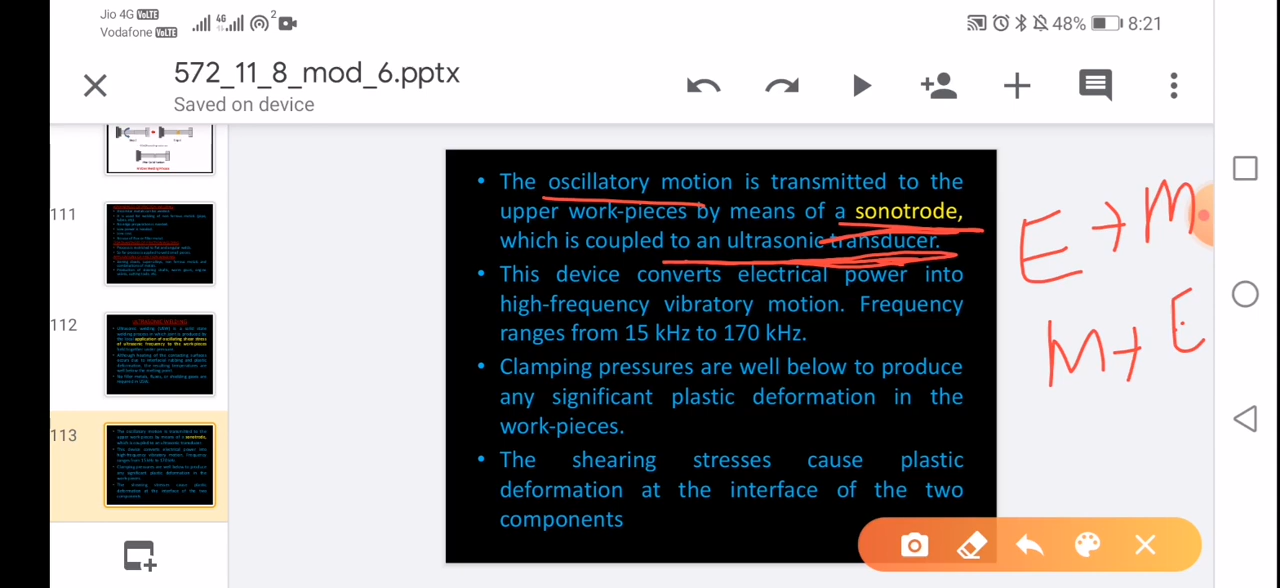 Jio 4G VoLTE
Vodafone VoLTE
4G
2
48%
8:21
572_11_8_mod_6.pptx
Saved on device
111
112
ULTRASONIC WELDING
113
• The oscillatory motion is transmitted to the
upper work-pieces by means of a sonotrode,
which is coupled to an ultrasonic transducer.
• This device converts electrical power into
high-frequency vibratory motion. Frequency
ranges from 15 kHz to 170 kHz.
• Clamping pressures are well below to produce
any significant plastic deformation in the
work-pieces.
• The shearing stresses cause plastic
deformation at the interface of the two
components
E → M
M → E